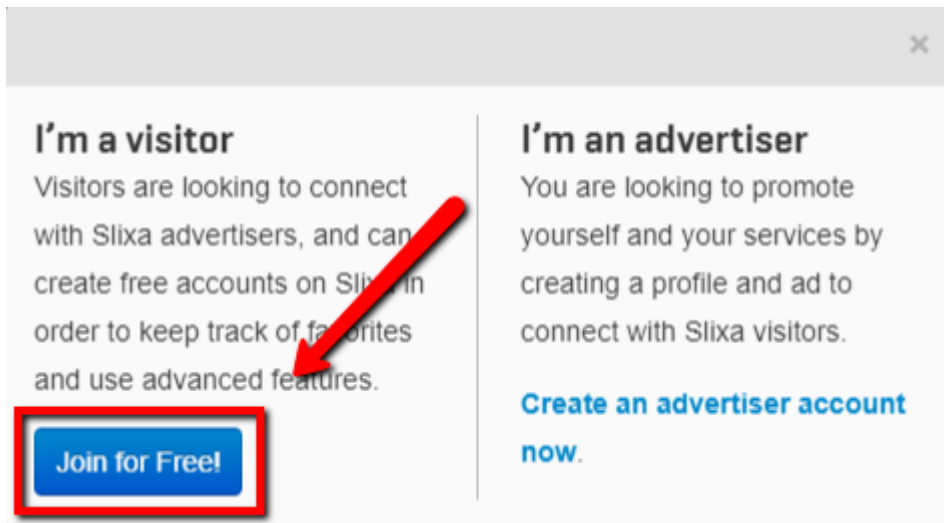 I'm a visitor
Visitors are looking to connect
with Slixa advertisers, and can
create free accounts on Slixa in
order to keep track of favorites
and use advanced features.
Join for Free!
I'm an advertiser
You are looking to promote
yourself and your services by
creating a profile and ad to
connect with Slixa visitors.
Create an advertiser account
now.